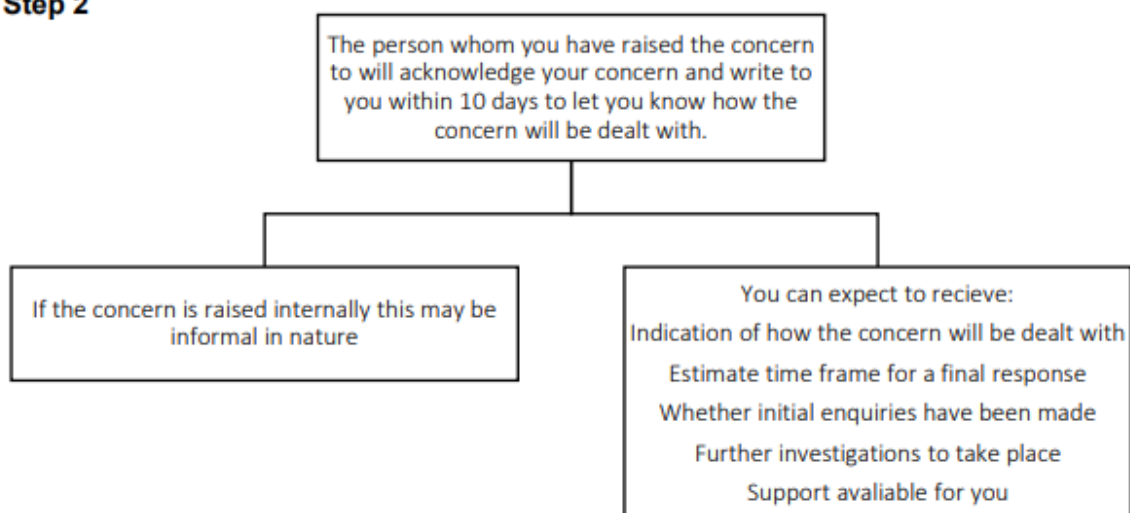 Step 2
The person whom you have raised the concern
to will acknowledge your concern and write to
you within 10 days to let you know how the
concern will be dealt with.
If the concern is raised internally this may be
informal in nature
You can expect to recieve:
Indication of how the concern will be dealt with
Estimate time frame for a final response
Whether initial enquiries have been made
Further investigations to take place
Support avaliable for you